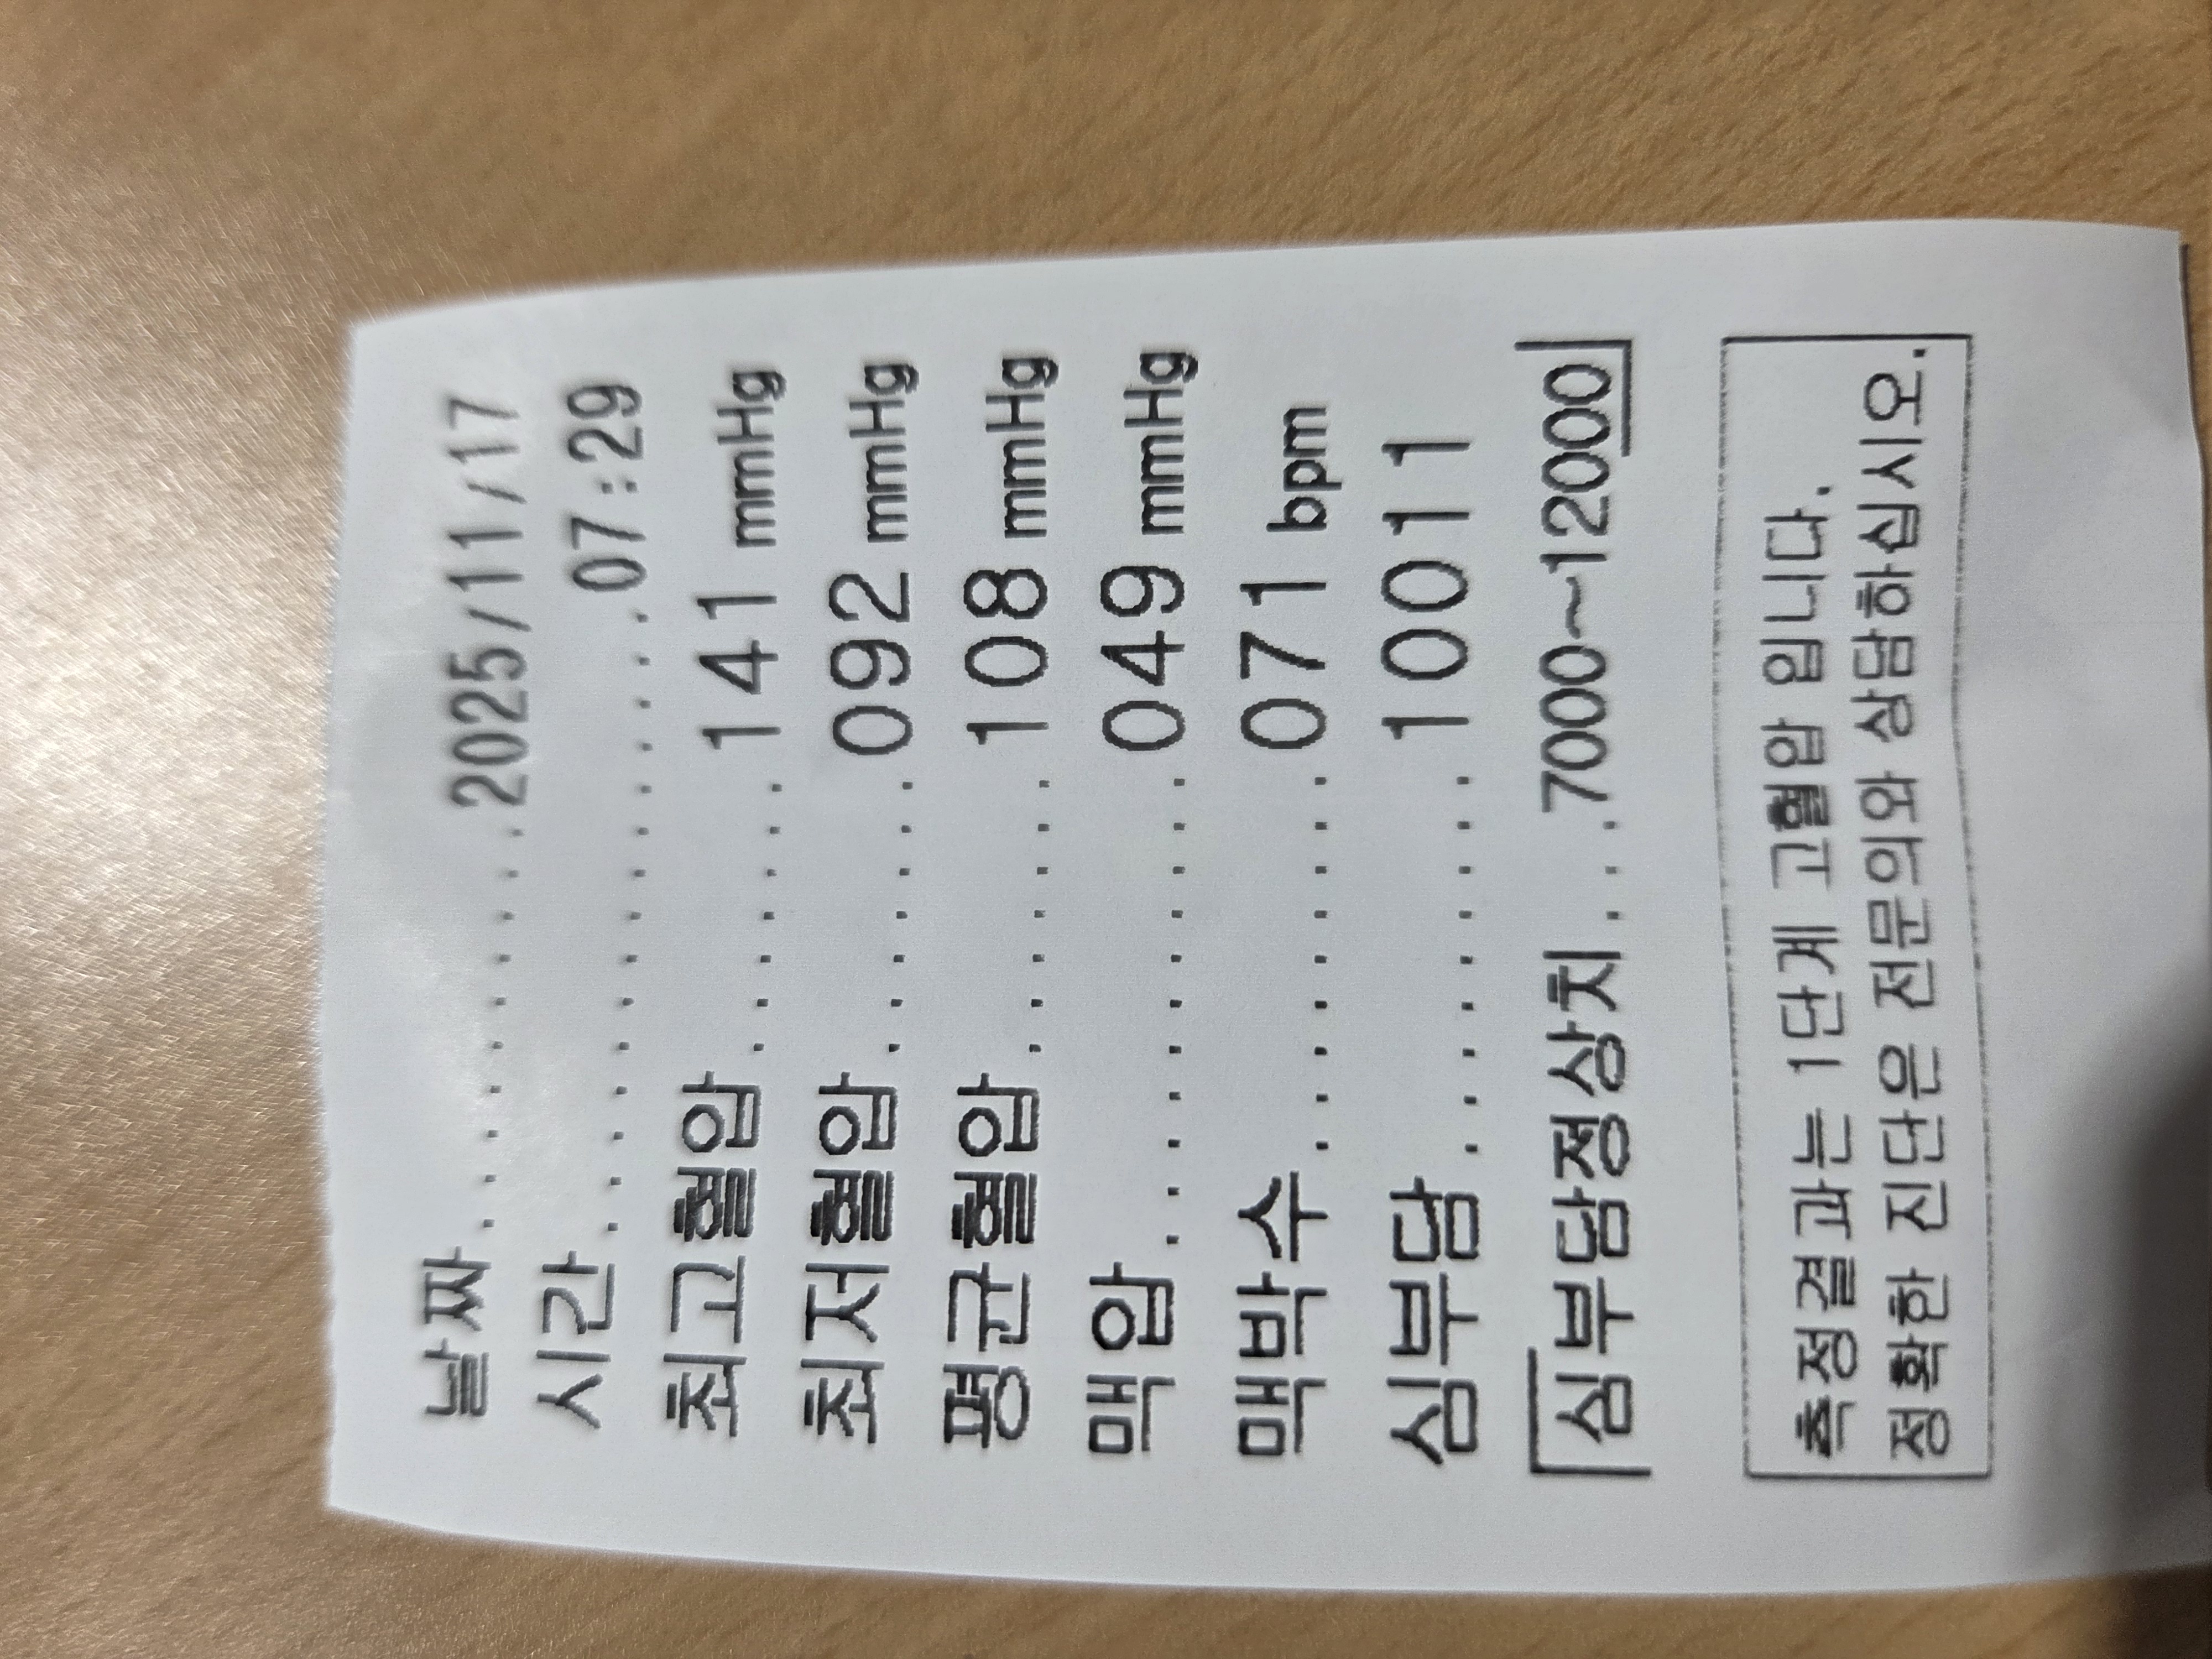 날짜..............2025/11/17
시간....................07:29
최고혈압.......141 mmHg
최저혈압.......092 mmHg
평균혈압.......108 mmHg
맥압............049 mmHg
맥박수..........071 bpm
심부담..........10011
심부담정상치...7000~12000
측정결과는 1단계 고혈압 입니다.
정확한 진단은 전문의와 상담하십시오.